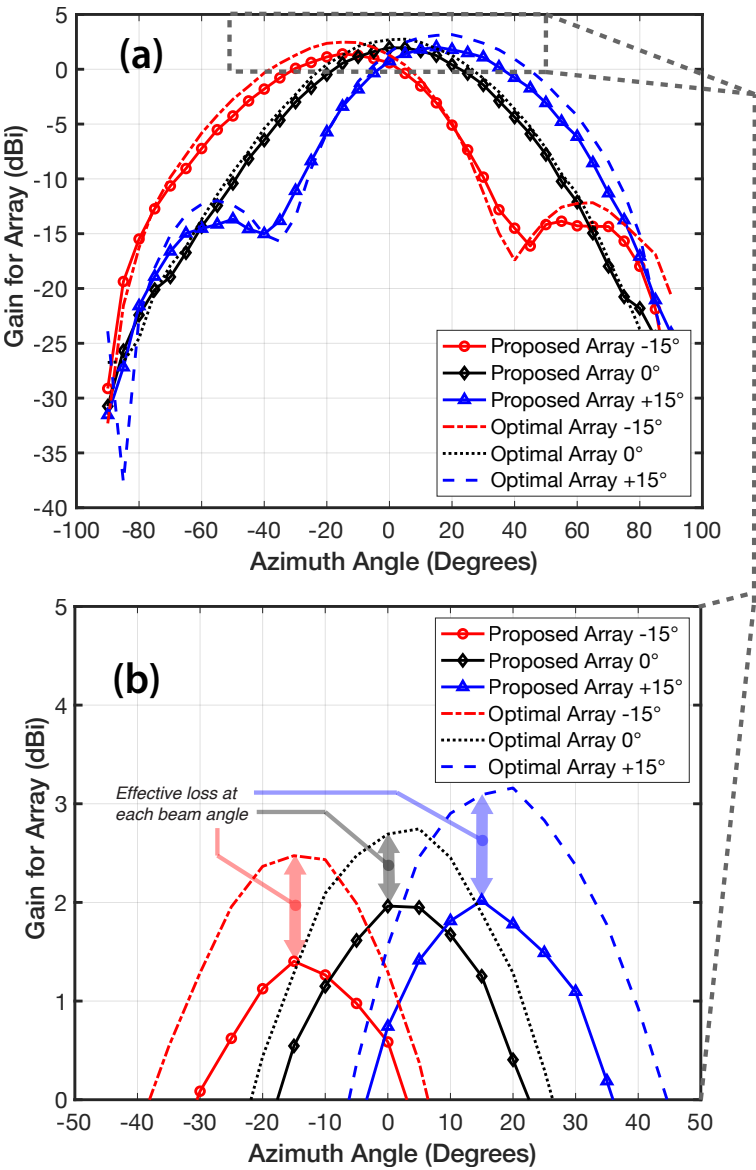 (a)
5
0
-5
-10
-15
-20
-25
-30
-35
-40
Gain for Array (dBi)
Proposed Array -15°
Proposed Array 0°
Proposed Array +15°
Optimal Array -15°
Optimal Array 0°
Optimal Array +15°
-100 -80 -60 -40 -20 0 20 40 60 80 100
Azimuth Angle (Degrees)
(b)
5
4
3
2
1
0
Gain for Array (dBi)
Proposed Array -15°
Proposed Array 0°
Proposed Array +15°
Optimal Array -15°
Optimal Array 0°
Optimal Array +15°
Effective loss at
each beam angle
-50 -40 -30 -20 -10 0 10 20 30 40 50
Azimuth Angle (Degrees)